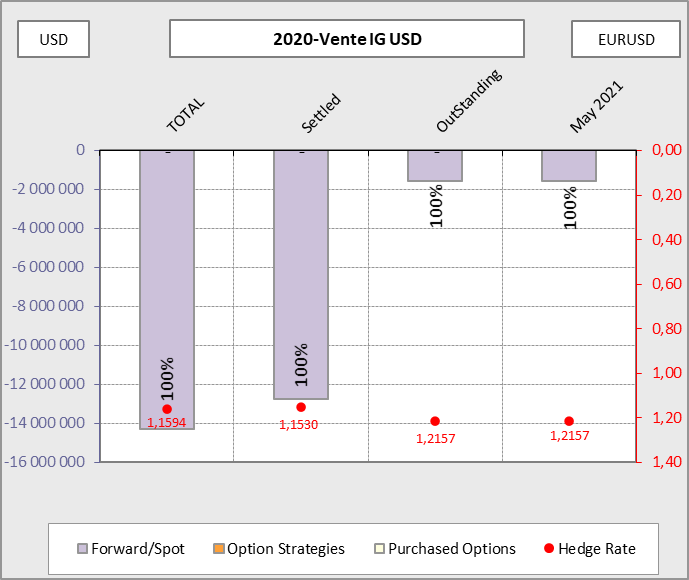 USD
2020-Vente IG USD
EURUSD
TOTAL
Settled
OutStanding
May 2021
0
-2 000 000
-4 000 000
-6 000 000
-8 000 000
-10 000 000
-12 000 000
-14 000 000
-16 000 000
0,00
0,20
0,40
0,60
0,80
1,00
1,20
1,40
-
-
-
-
100%
100%
100%
100%
1,1594
1,1530
1,2157
1,2157
Forward/Spot
Option Strategies
Purchased Options
Hedge Rate